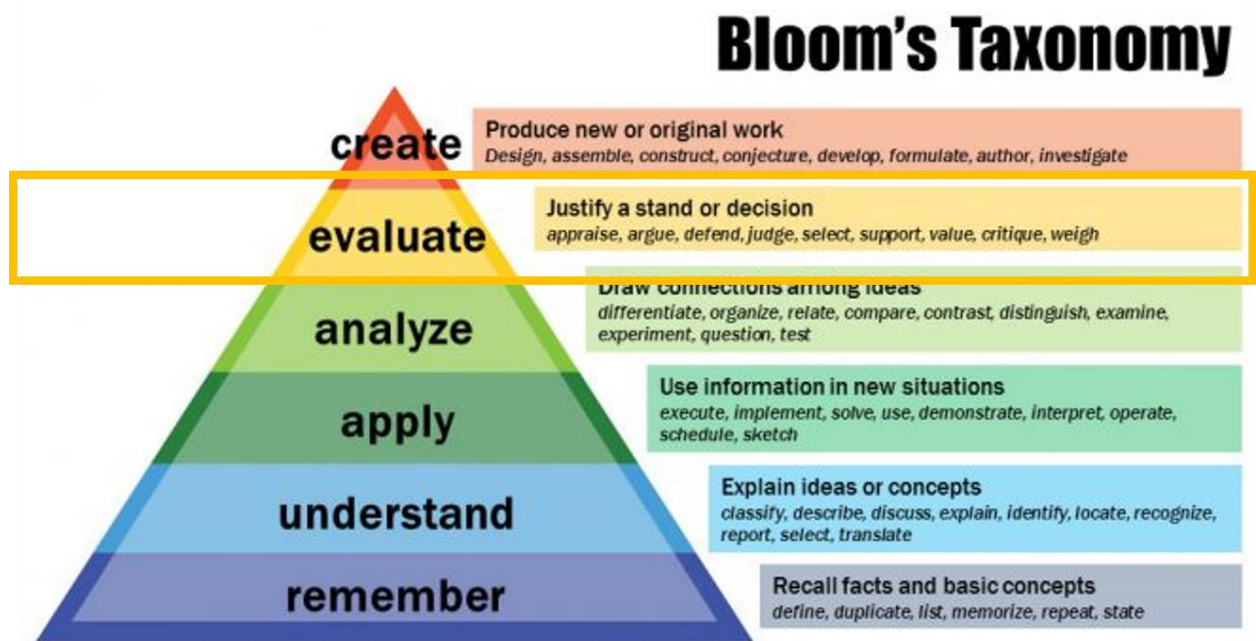 Bloom's Taxonomy
create
Produce new or original work
Design, assemble, construct, conjecture, develop, formulate, author, investigate
evaluate
Justify a stand or decision
appraise, argue, defend, judge, select, support, value, critique, weigh
analyze
Draw connections among ideas
differentiate, organize, relate, compare, contrast, distinguish, examine,
experiment, question, test
apply
Use information in new situations
execute, implement, solve, use, demonstrate, interpret, operate,
schedule, sketch
understand
Explain ideas or concepts
classify, describe, discuss, explain, identify, locate, recognize,
report, select, translate
remember
Recall facts and basic concepts
define, duplicate, list, memorize, repeat, state